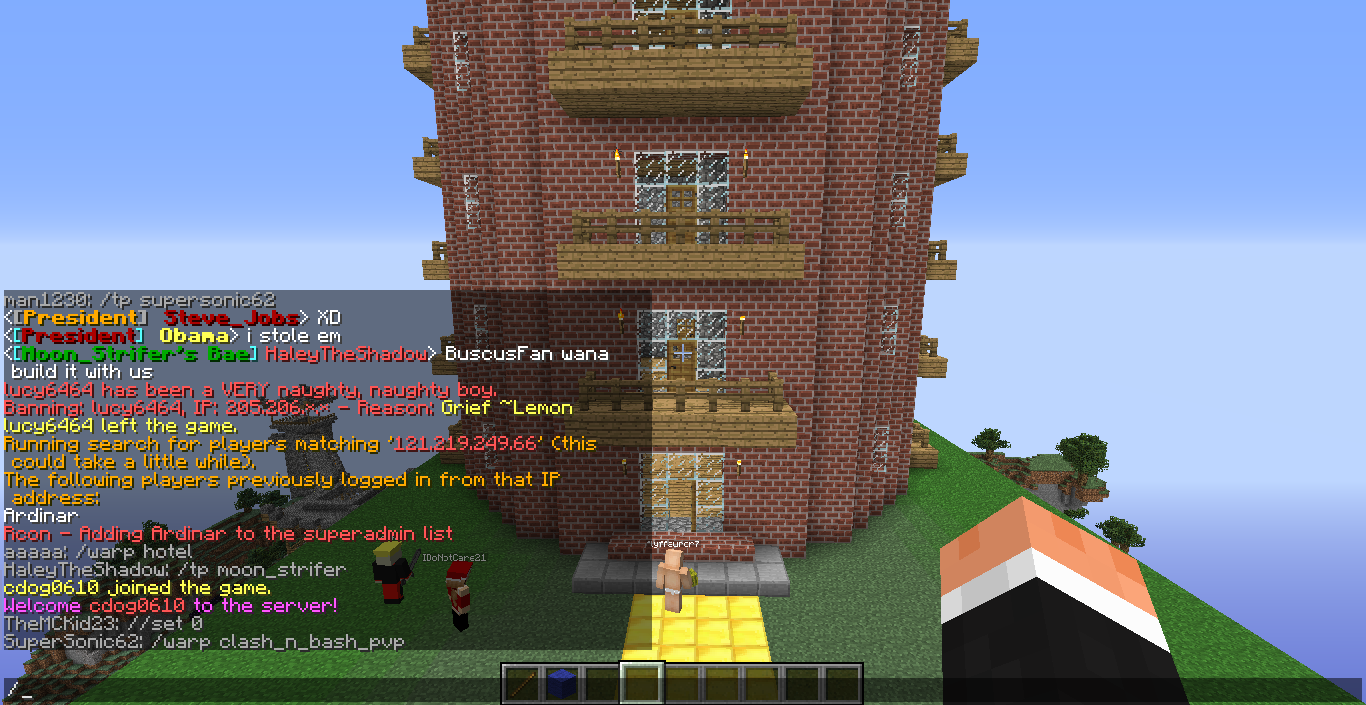 man1230: /tp supersonic62
<[President] Steve_Jobs> XD
<[President] Obama> i stole em
<[Moon_Strifer's Bae] HaleyTheShadow> BuscusFan wana
build it with us
lucy6464 has been a VERY naughty, naughty boy.
Banning: lucy6464, IP: 205.206.*.* - Reason: Grief ~Lemon
lucy6464 left the game.
Running search for players matching '121.219.249.66' (this
could take a little while).
The following players previously logged in from that IP
address:
Ardinar
Rcon - Adding Ardinar to the superadmin list
aaaaa: /warp hotel
IDoNotCare21
HaleyTheShadow: /tp moon_strifer
cdog0610 joined the game.
Welcome cdog0610 to the server!
TheMCKid23: //set 0
SuperSonic62: /warp clash_n_bash_pvp
/_